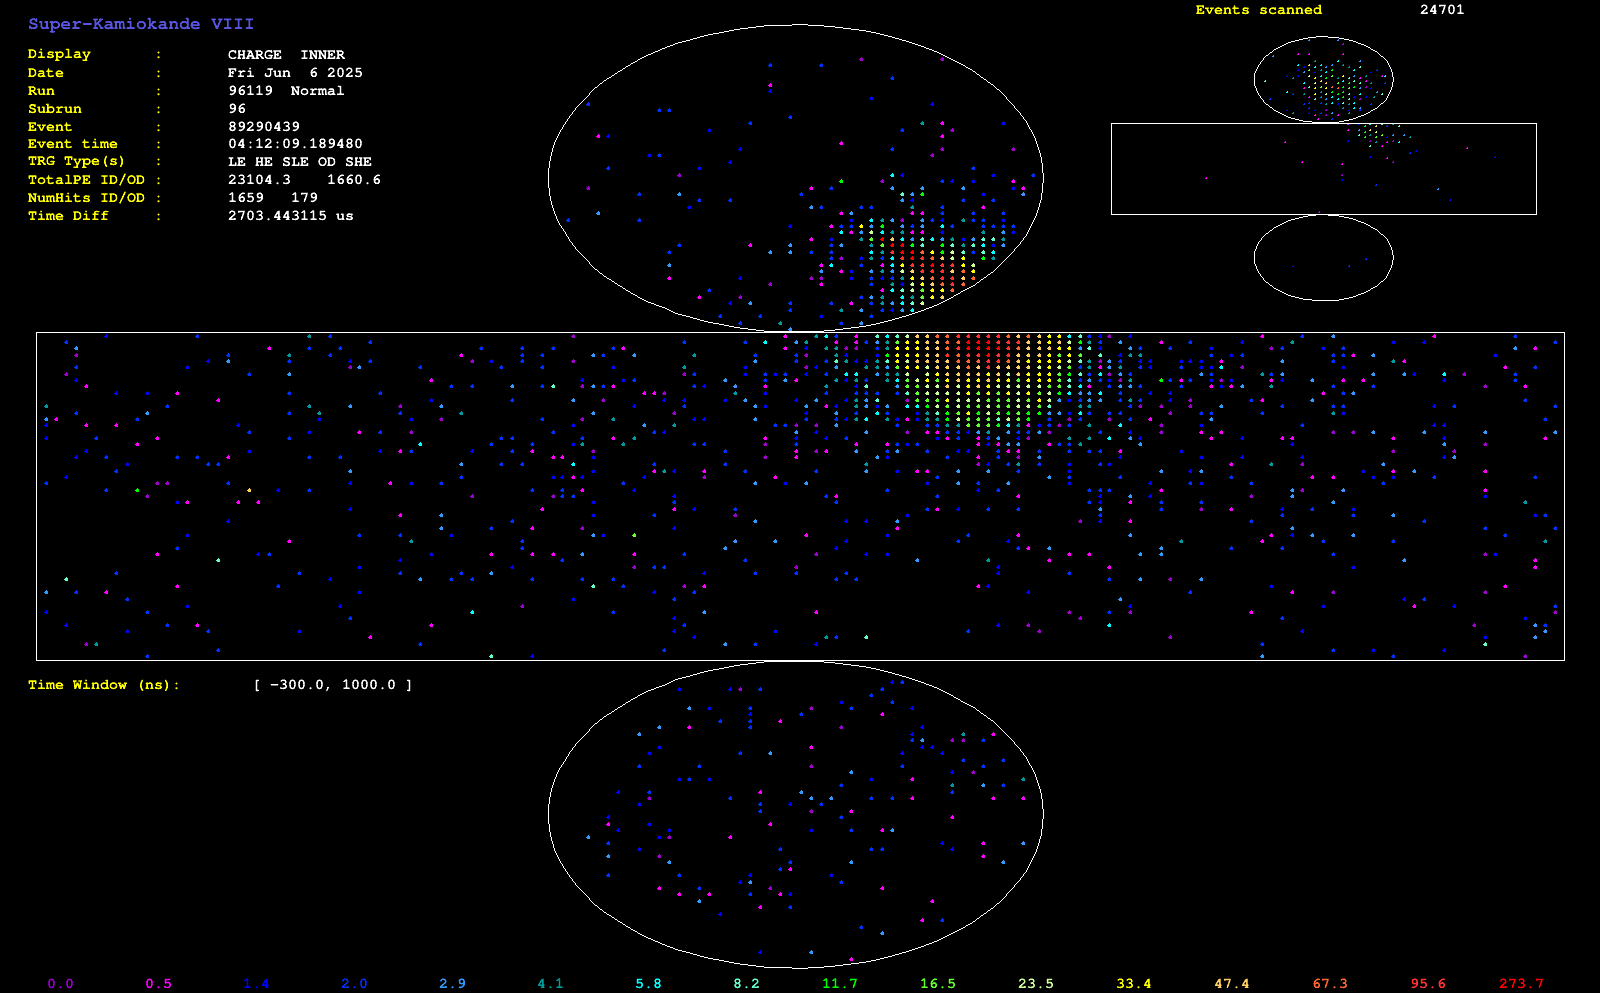 Super-Kamiokande VIII
Events scanned 24701
Display : CHARGE INNER
Date : Fri Jun 6 2025
Run : 96119 Normal
Subrun : 96
Event : 89290439
Event time : 04:12:09.189480
TRG Type(s) : LE HE SLE OD SHE
TotalPE ID/OD : 23104.3 1660.6
NumHits ID/OD : 1659 179
Time Diff : 2703.443115 us
Time Window (ns): [ -300.0, 1000.0 ]
0.0 0.5 1.4 2.0 2.9 4.1 5.8 8.2 11.7 16.5 23.5 33.4 47.4 67.3 95.6 273.7